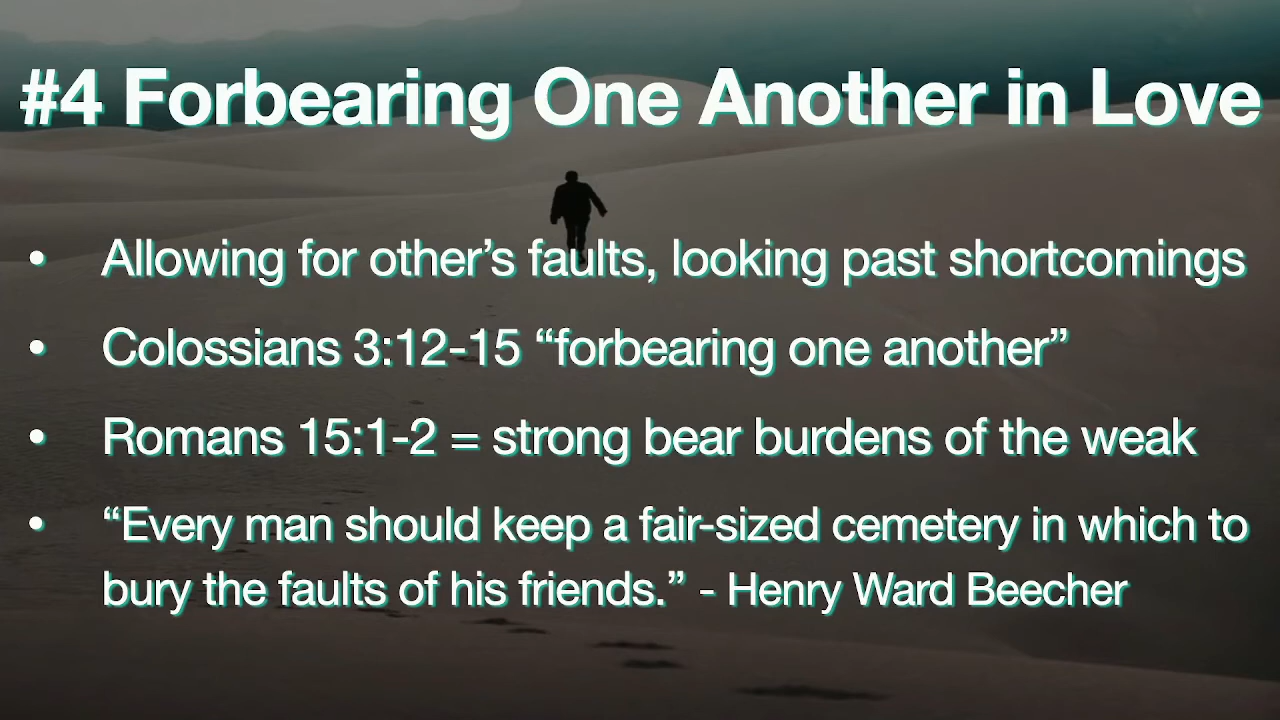 #4 Forbearing One Another in Love
• Allowing for other’s faults, looking past shortcomings
• Colossians 3:12-15 “forbearing one another”
• Romans 15:1-2 = strong bear burdens of the weak
• “Every man should keep a fair-sized cemetery in which to
bury the faults of his friends.” - Henry Ward Beecher